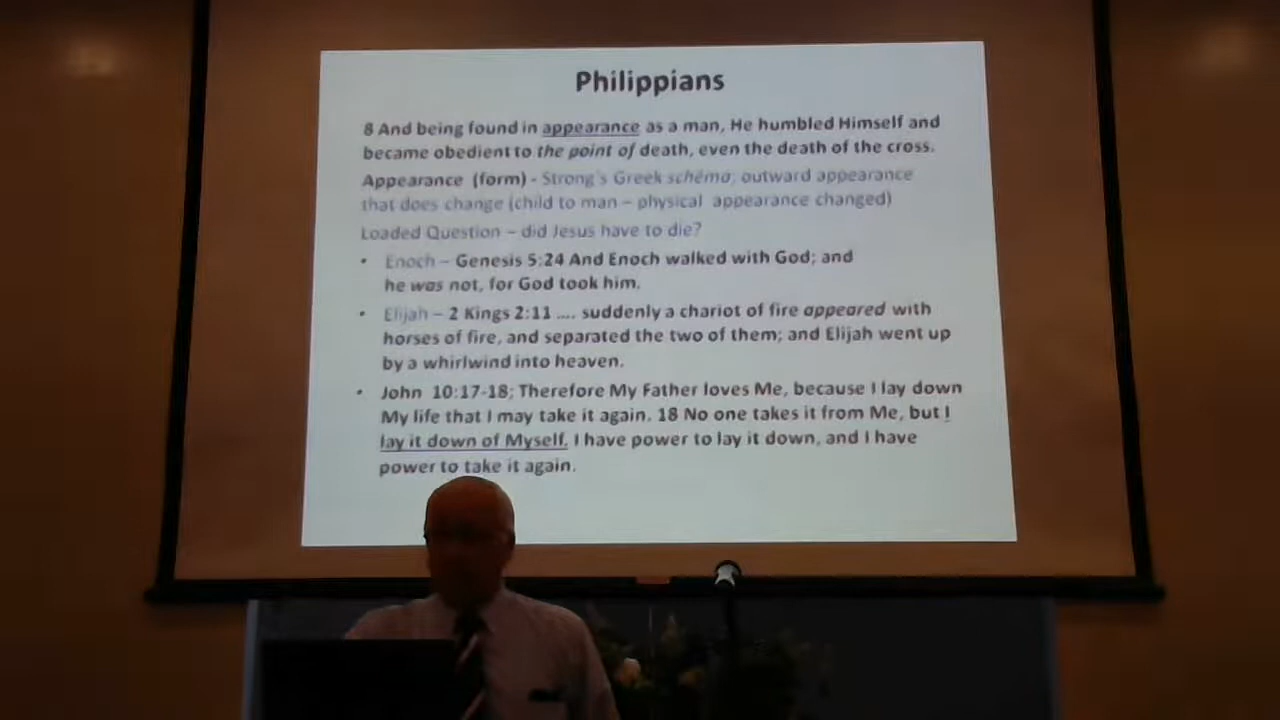 Philippians
8 And being found in appearance as a man, He humbled Himself and
became obedient to the point of death, even the death of the cross.
Appearance (form) - Strong's Greek schéma; outward appearance
that does change (child to man – physical appearance changed)
Loaded Question – did Jesus have to die?
• Enoch – Genesis 5:24 And Enoch walked with God; and
he was not, for God took him.
• Elijah – 2 Kings 2:11 .... suddenly a chariot of fire appeared with
horses of fire, and separated the two of them; and Elijah went up
by a whirlwind into heaven.
• John 10:17-18; Therefore My Father loves Me, because I lay down
My life that I may take it again. 18 No one takes it from Me, but I
lay it down of Myself. I have power to lay it down, and I have
power to take it again.